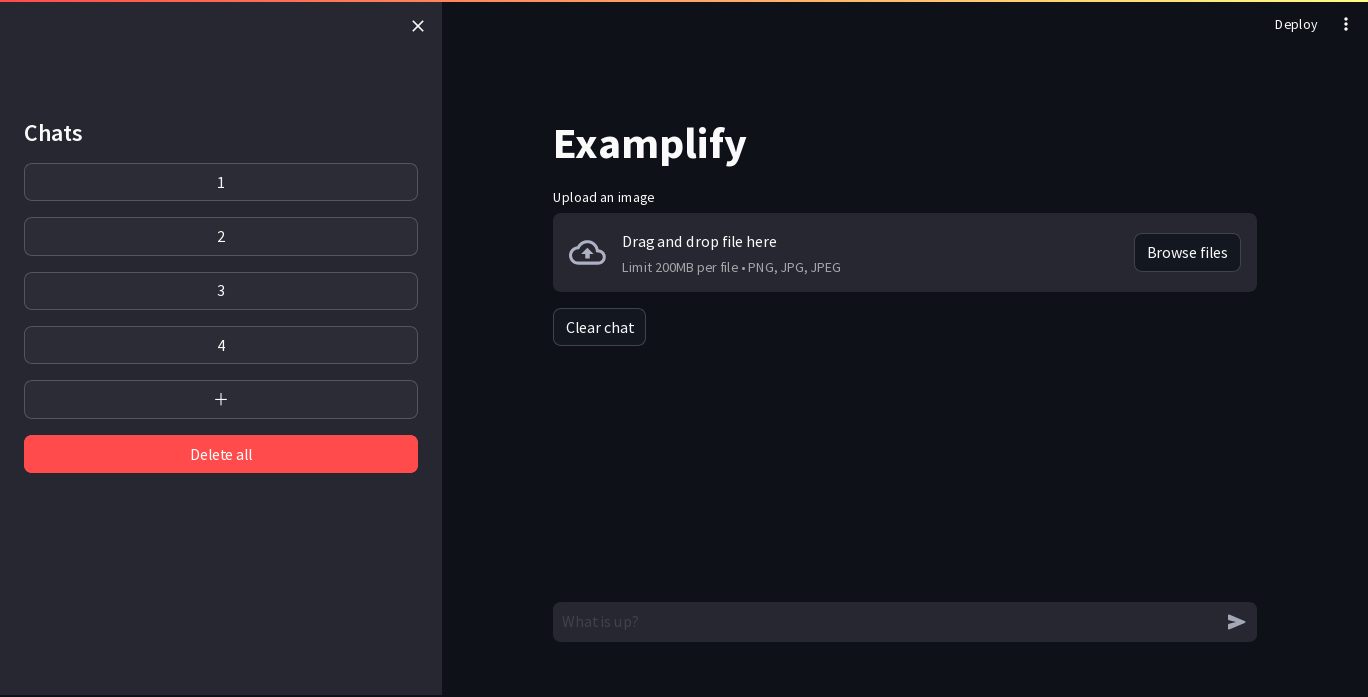 Deploy
Chats
1
2
3
4
+
Delete all
Examplify
Upload an image
Drag and drop file here
Limit 200MB per file • PNG, JPG, JPEG
Browse files
Clear chat
What is up?